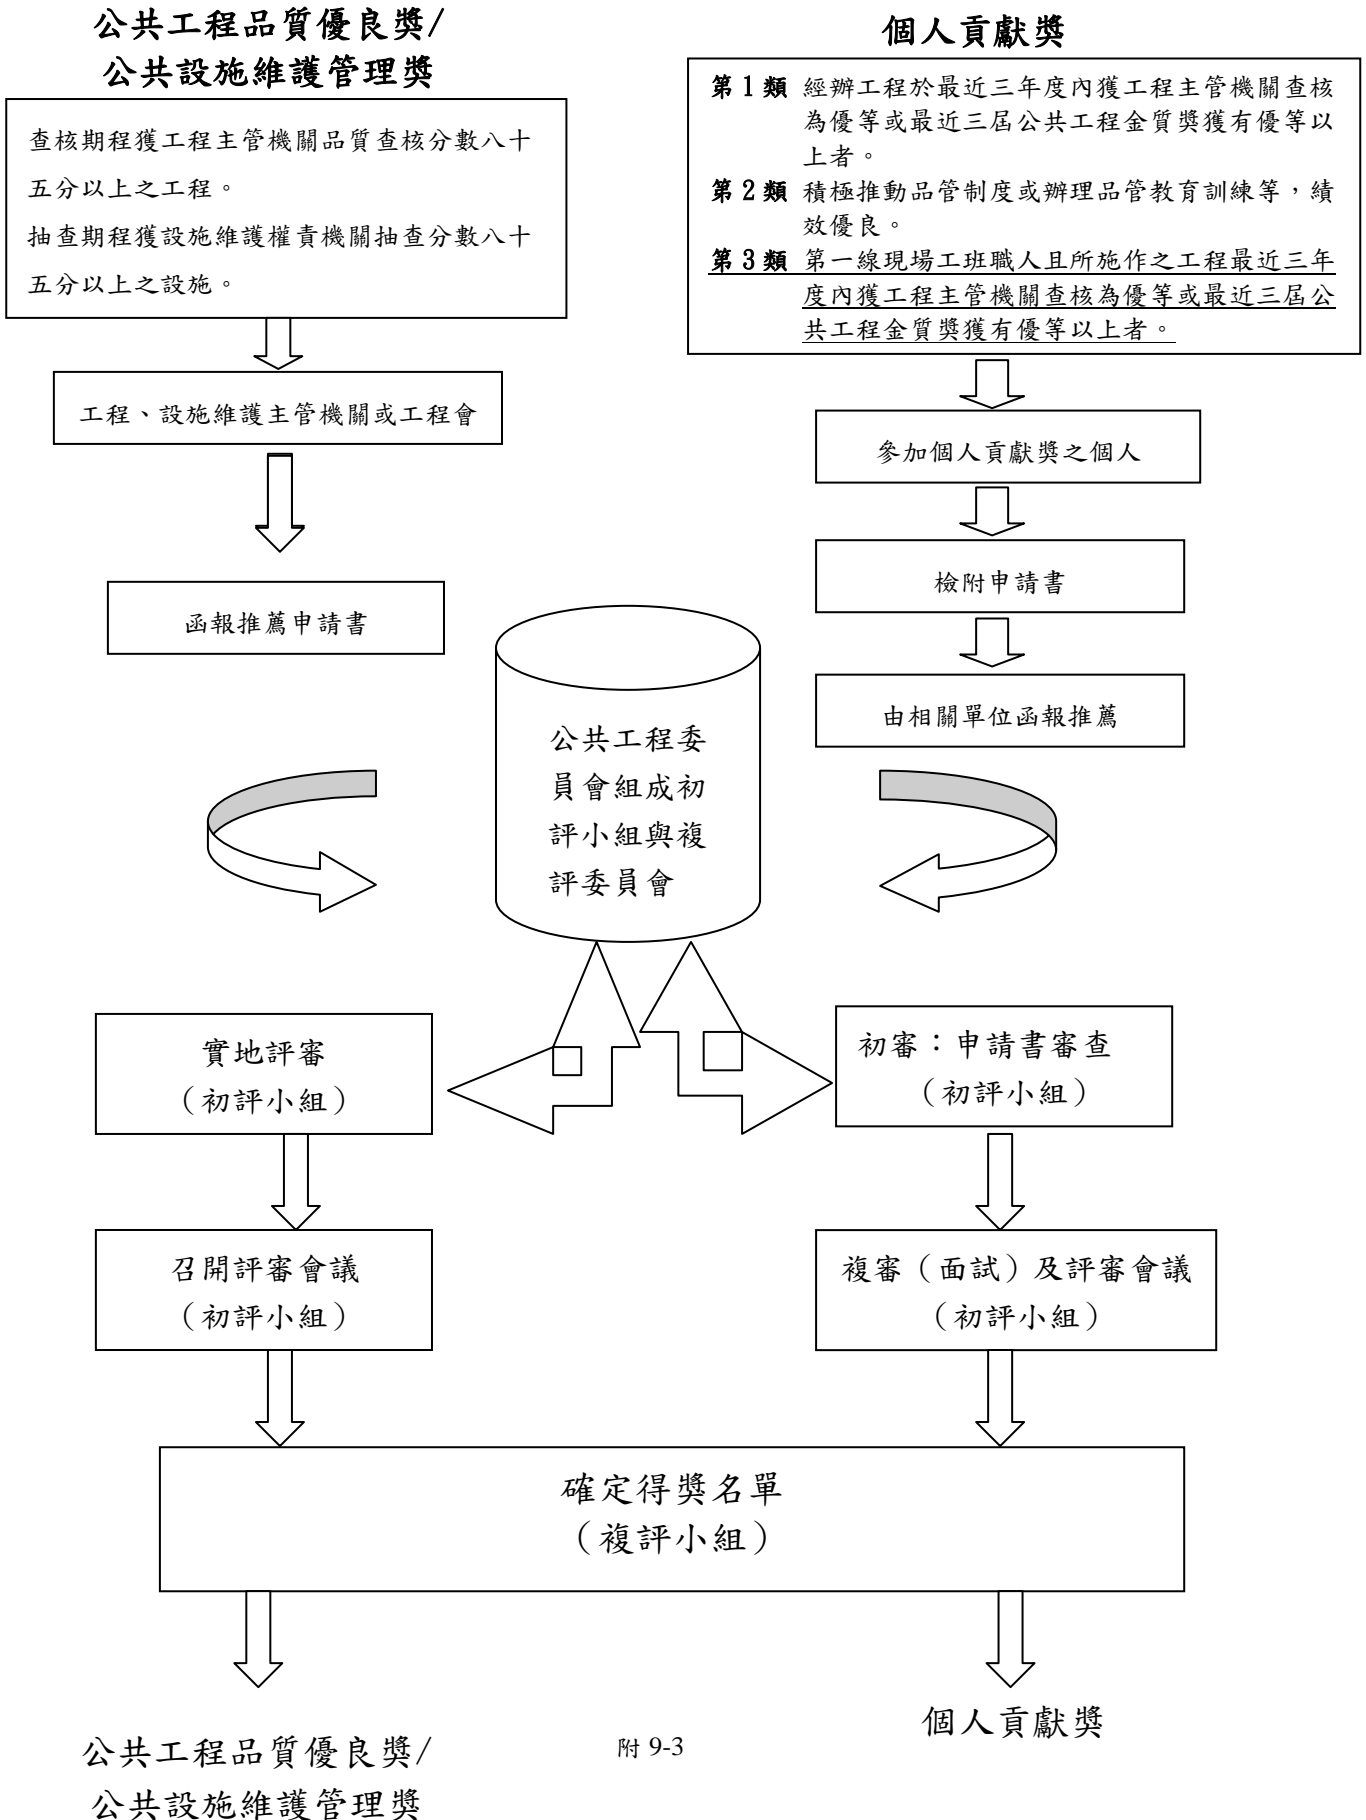 公共工程品質優良獎/
公共設施維護管理獎
查核期程獲工程主管機關品質查核分數八十
五分以上之工程。
抽查期程獲設施維護權責機關抽查分數八十
五分以上之設施。
工程、設施維護主管機關或工程會
函報推薦申請書
個人貢獻獎
第1類 經辦工程於最近三年度內獲工程主管機關查核
為優等或最近三屆公共工程金質獎獲有優等以
上者。
第2類 積極推動品管制度或辦理品管教育訓練等，績
效優良。
第3類 第一線現場工班職人且所施作之工程最近三年
度內獲工程主管機關查核為優等或最近三屆公
共工程金質獎獲有優等以上者。
參加個人貢獻獎之個人
檢附申請書
由相關單位函報推薦
公共工程委
員會組成初
評小組與複
評委員會
實地評審
（初評小組）
召開評審會議
（初評小組）
初審：申請書審查
（初評小組）
複審（面試）及評審會議
（初評小組）
確定得獎名單
（複評小組）
公共工程品質優良獎/
公共設施維護管理獎
個人貢獻獎
附 9-3